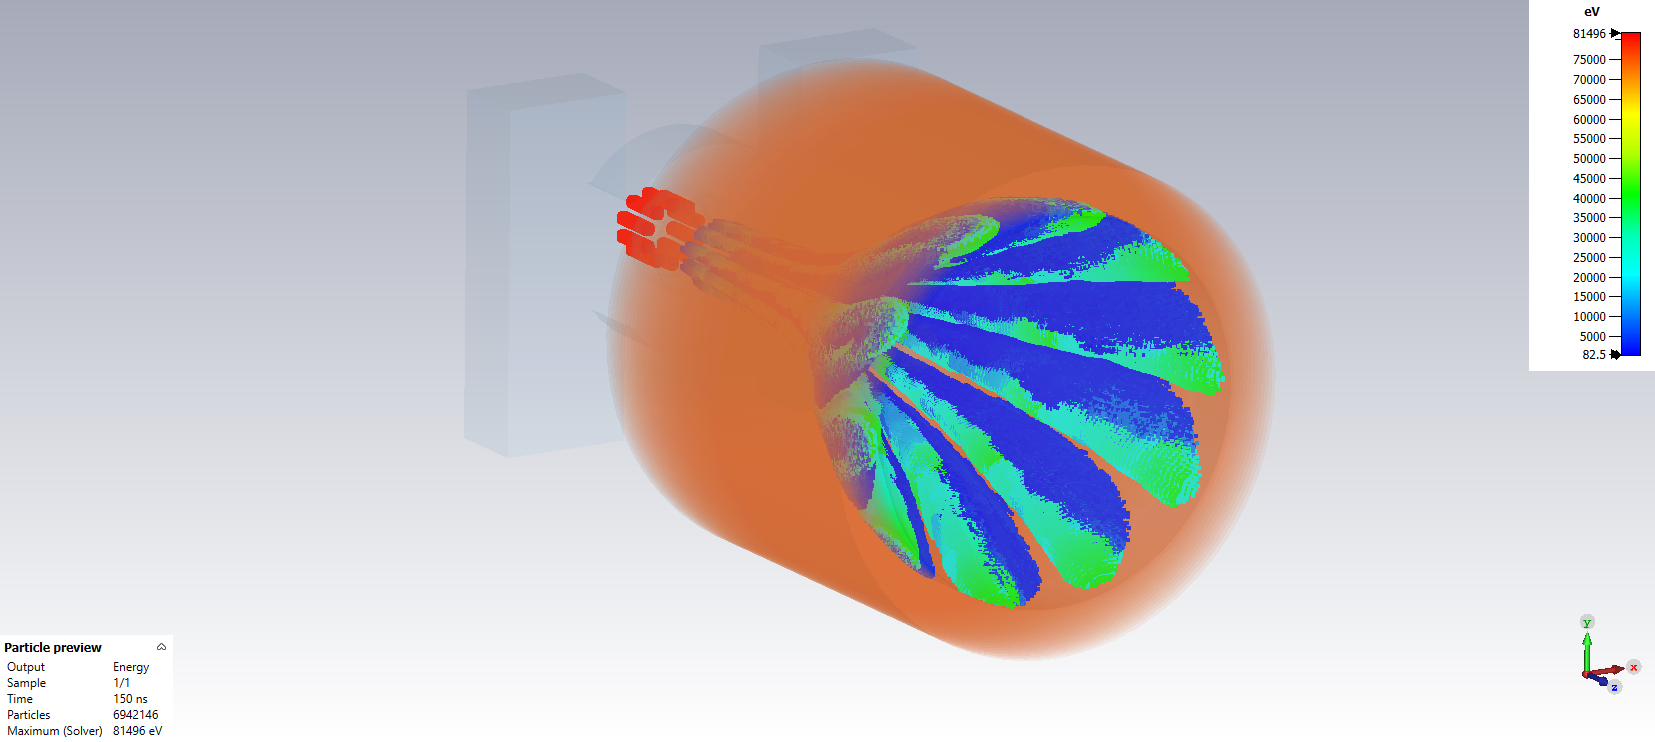 eV
81496
75000
70000
65000
60000
55000
50000
45000
40000
35000
30000
25000
20000
15000
10000
5000
82.5
Particle preview
Output Energy
Sample 1/1
Time 150 ns
Particles 6942146
Maximum (Solver) 81496 eV
y
x
z